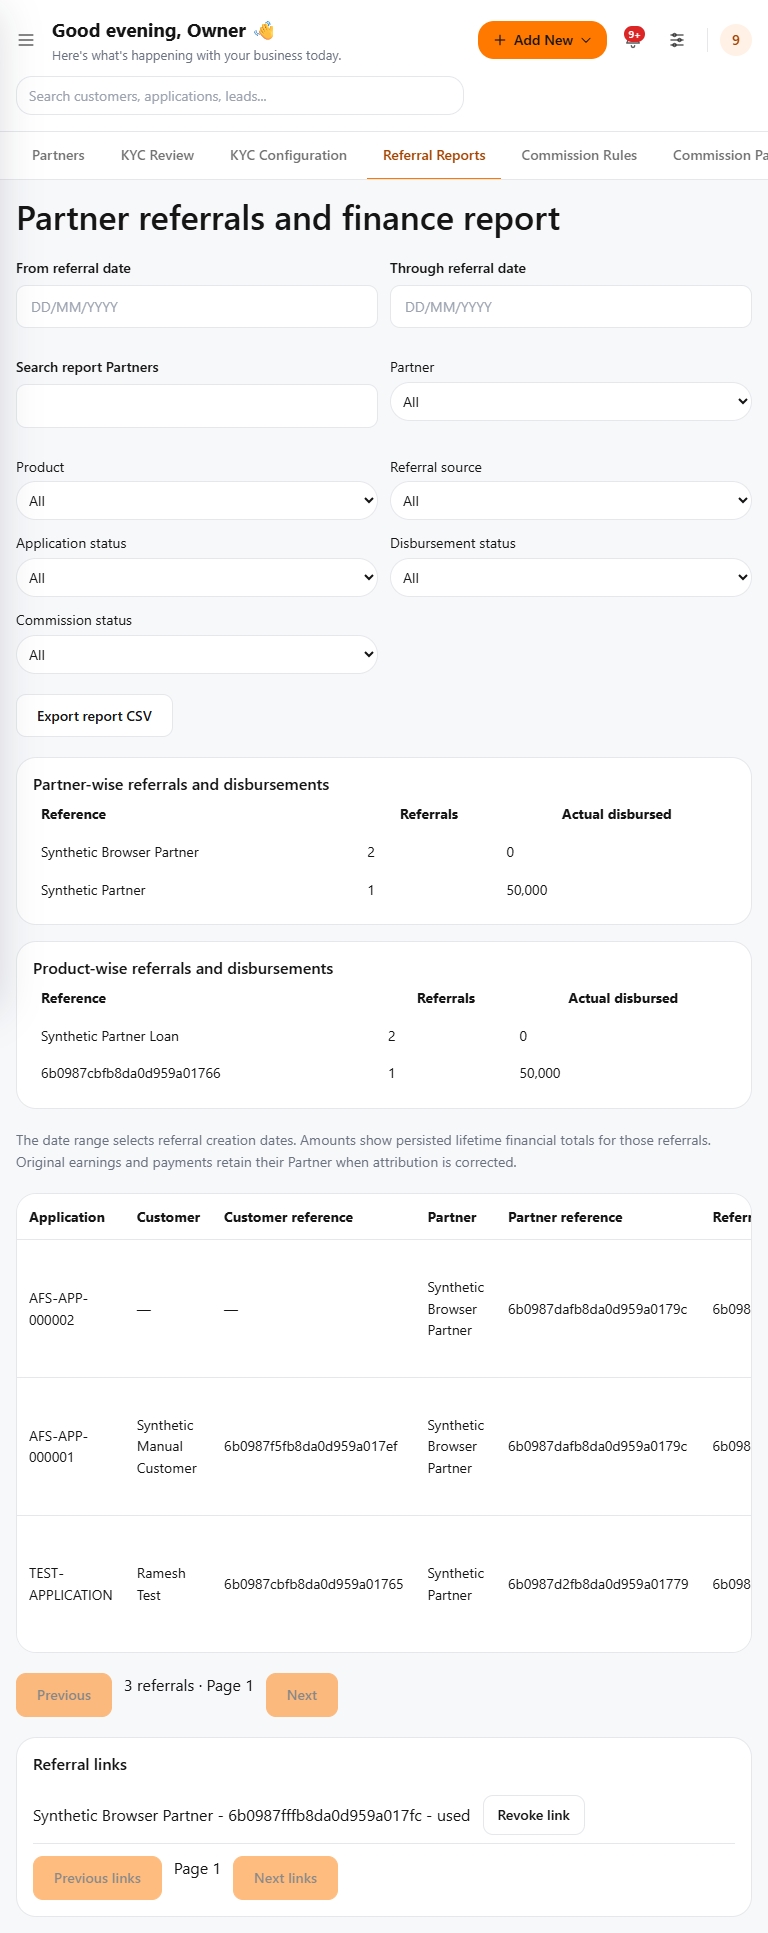 Good evening, Owner 👋
Here's what's happening with your business today.
+ Add New
9+
9
Search customers, applications, leads...
Partners KYC Review KYC Configuration Referral Reports Commission Rules Commission Pa
Partner referrals and finance report
From referral date Through referral date
DD/MM/YYYY DD/MM/YYYY
Search report Partners Partner
All
Product Referral source
All All
Application status Disbursement status
All All
Commission status
All
Export report CSV
Partner-wise referrals and disbursements
Reference Referrals Actual disbursed
Synthetic Browser Partner 2 0
Synthetic Partner 1 50,000
Product-wise referrals and disbursements
Reference Referrals Actual disbursed
Synthetic Partner Loan 2 0
6b0987cbfb8da0d959a01766 1 50,000
The date range selects referral creation dates. Amounts show persisted lifetime financial totals for those referrals.
Original earnings and payments retain their Partner when attribution is corrected.
Application Customer Customer reference Partner Partner reference Referr
AFS-APP-000002 — — Synthetic Browser Partner 6b0987dafb8da0d959a0179c 6b098
AFS-APP-000001 Synthetic Manual Customer 6b0987f5fb8da0d959a017ef Synthetic Browser Partner 6b0987dafb8da0d959a0179c 6b098
TEST-APPLICATION Ramesh Test 6b0987cbfb8da0d959a01765 Synthetic Partner 6b0987d2fb8da0d959a01779 6b098
Previous 3 referrals · Page 1 Next
Referral links
Synthetic Browser Partner - 6b0987fffb8da0d959a017fc - used Revoke link
Previous links Page 1 Next links